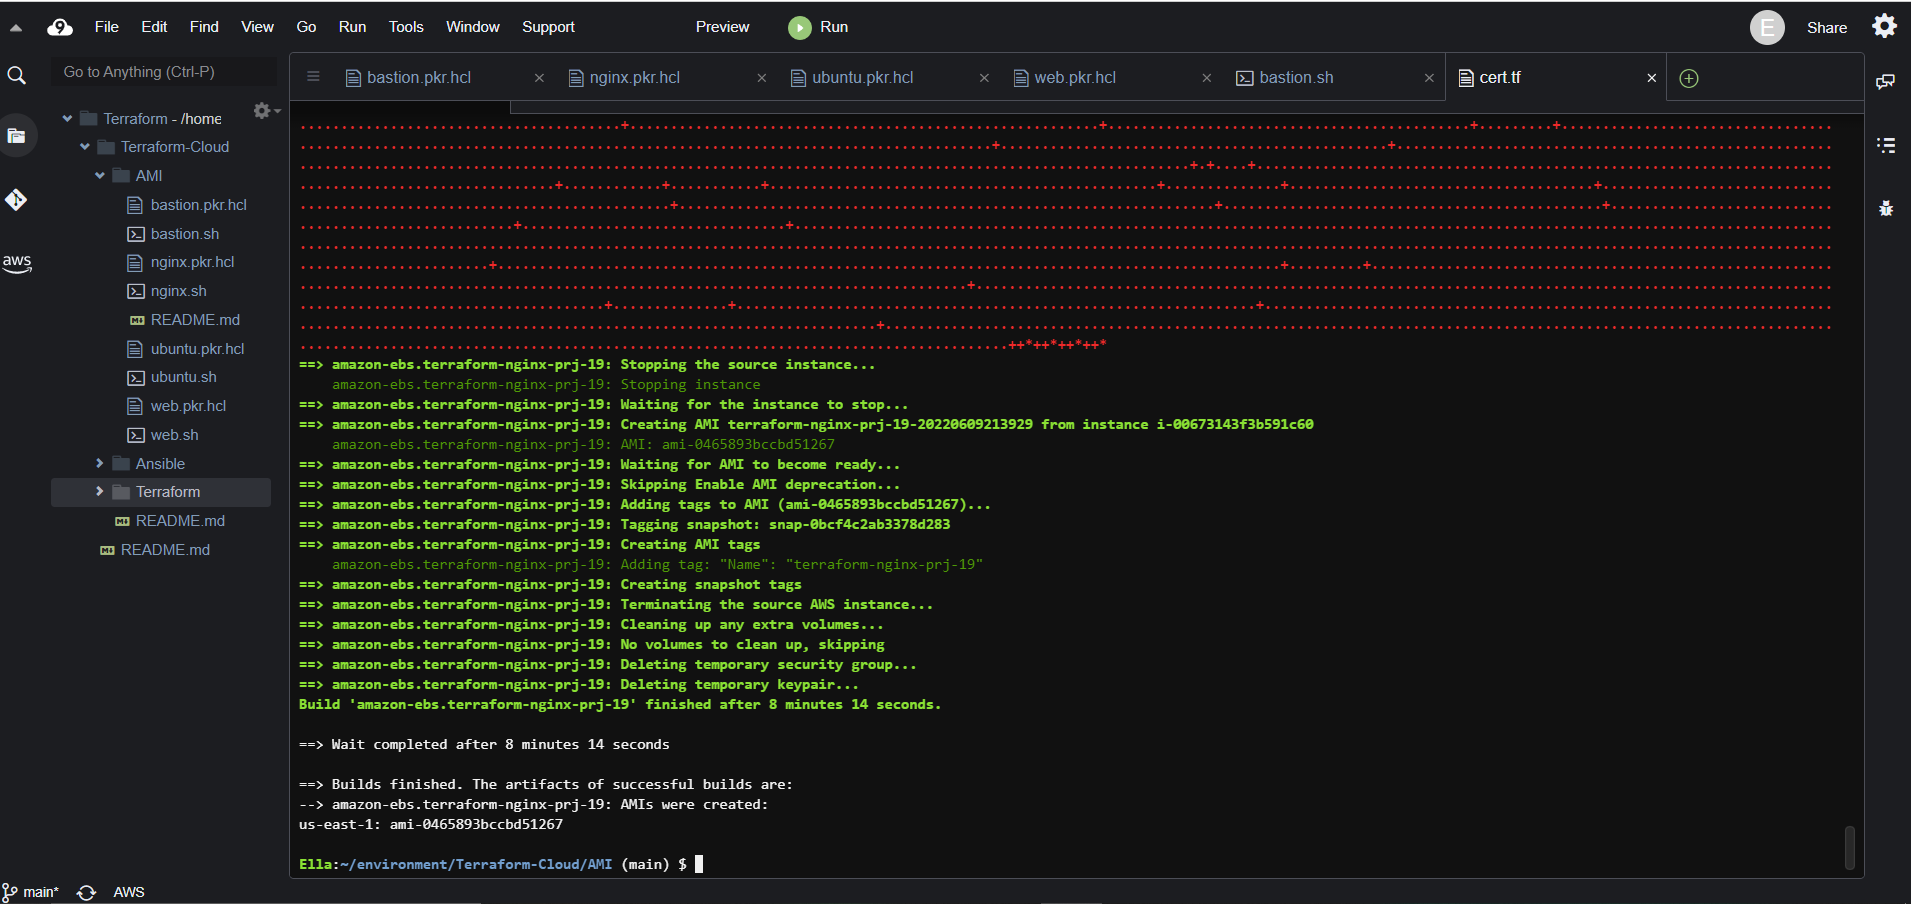 File Edit Find View Go Run Tools Window Support Preview Run E Share
Go to Anything (Ctrl-P)
bastion.pkr.hcl nginx.pkr.hcl ubuntu.pkr.hcl web.pkr.hcl bastion.sh cert.tf
aws
Terraform - /home
Terraform-Cloud
AMI
bastion.pkr.hcl
bastion.sh
nginx.pkr.hcl
nginx.sh
README.md
ubuntu.pkr.hcl
ubuntu.sh
web.pkr.hcl
web.sh
Ansible
Terraform
README.md
README.md
++*++*++*++*
==> amazon-ebs.terraform-nginx-prj-19: Stopping the source instance...
amazon-ebs.terraform-nginx-prj-19: Stopping instance
==> amazon-ebs.terraform-nginx-prj-19: Waiting for the instance to stop...
==> amazon-ebs.terraform-nginx-prj-19: Creating AMI terraform-nginx-prj-19-20220609213929 from instance i-00673143f3b591c60
amazon-ebs.terraform-nginx-prj-19: AMI: ami-0465893bccbd51267
==> amazon-ebs.terraform-nginx-prj-19: Waiting for AMI to become ready...
==> amazon-ebs.terraform-nginx-prj-19: Skipping Enable AMI deprecation...
==> amazon-ebs.terraform-nginx-prj-19: Adding tags to AMI (ami-0465893bccbd51267)...
==> amazon-ebs.terraform-nginx-prj-19: Tagging snapshot: snap-0bcf4c2ab3378d283
==> amazon-ebs.terraform-nginx-prj-19: Creating AMI tags
amazon-ebs.terraform-nginx-prj-19: Adding tag: "Name": "terraform-nginx-prj-19"
==> amazon-ebs.terraform-nginx-prj-19: Creating snapshot tags
==> amazon-ebs.terraform-nginx-prj-19: Terminating the source AWS instance...
==> amazon-ebs.terraform-nginx-prj-19: Cleaning up any extra volumes...
==> amazon-ebs.terraform-nginx-prj-19: No volumes to clean up, skipping
==> amazon-ebs.terraform-nginx-prj-19: Deleting temporary security group...
==> amazon-ebs.terraform-nginx-prj-19: Deleting temporary keypair...
Build 'amazon-ebs.terraform-nginx-prj-19' finished after 8 minutes 14 seconds.
==> Wait completed after 8 minutes 14 seconds
==> Builds finished. The artifacts of successful builds are:
--> amazon-ebs.terraform-nginx-prj-19: AMIs were created:
us-east-1: ami-0465893bccbd51267
Ella:~/environment/Terraform-Cloud/AMI (main) $
main* AWS